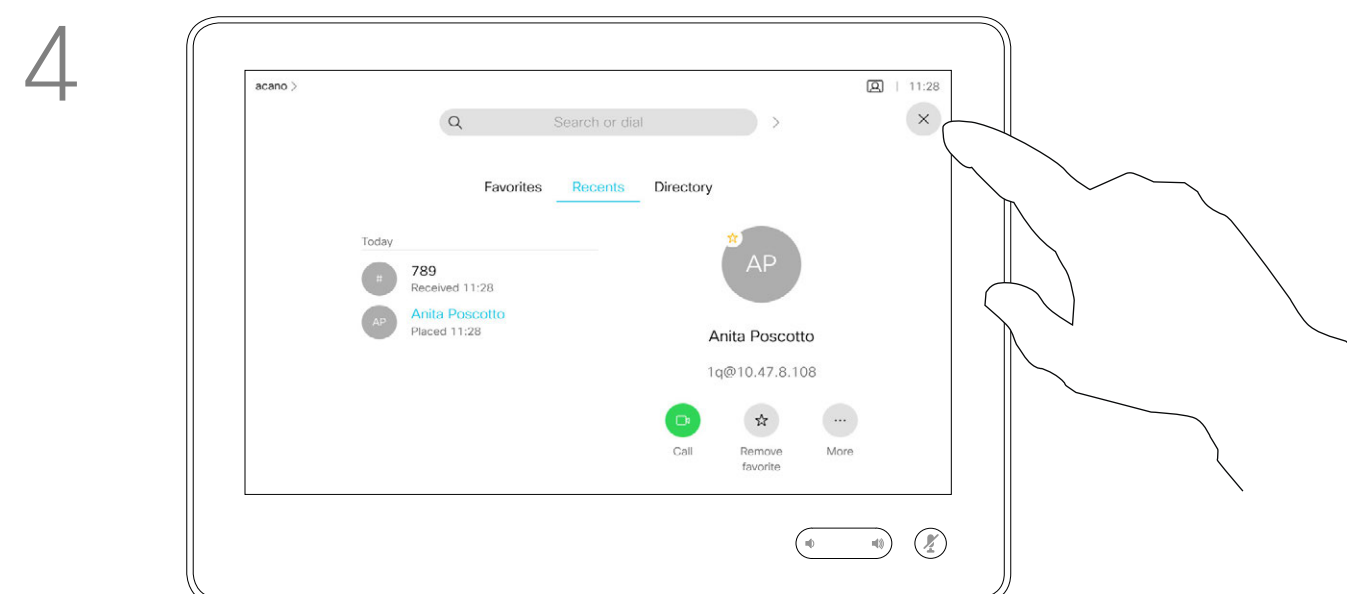 4
acano >
11:28
Search or dial >
Favorites Recents Directory
Today
#
789
Received 11:28
AP
Anita Poscotto
Placed 11:28
AP
Anita Poscotto
1q@10.47.8.108
Call
Remove
favorite
More